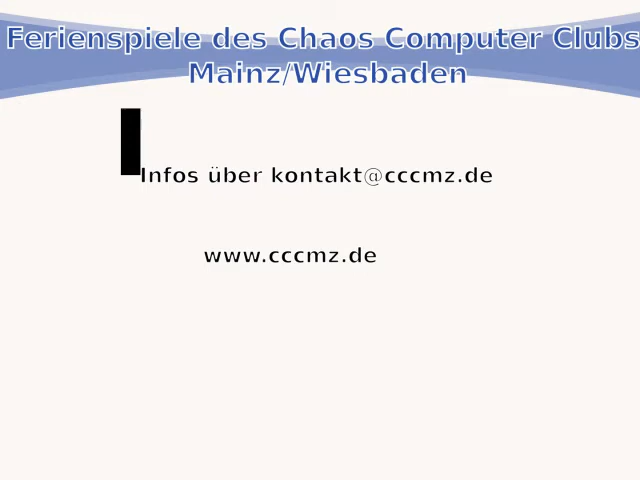 Ferienspiele des Chaos Computer Clubs
Mainz/Wiesbaden
Infos über kontakt@cccmz.de
www.cccmz.de